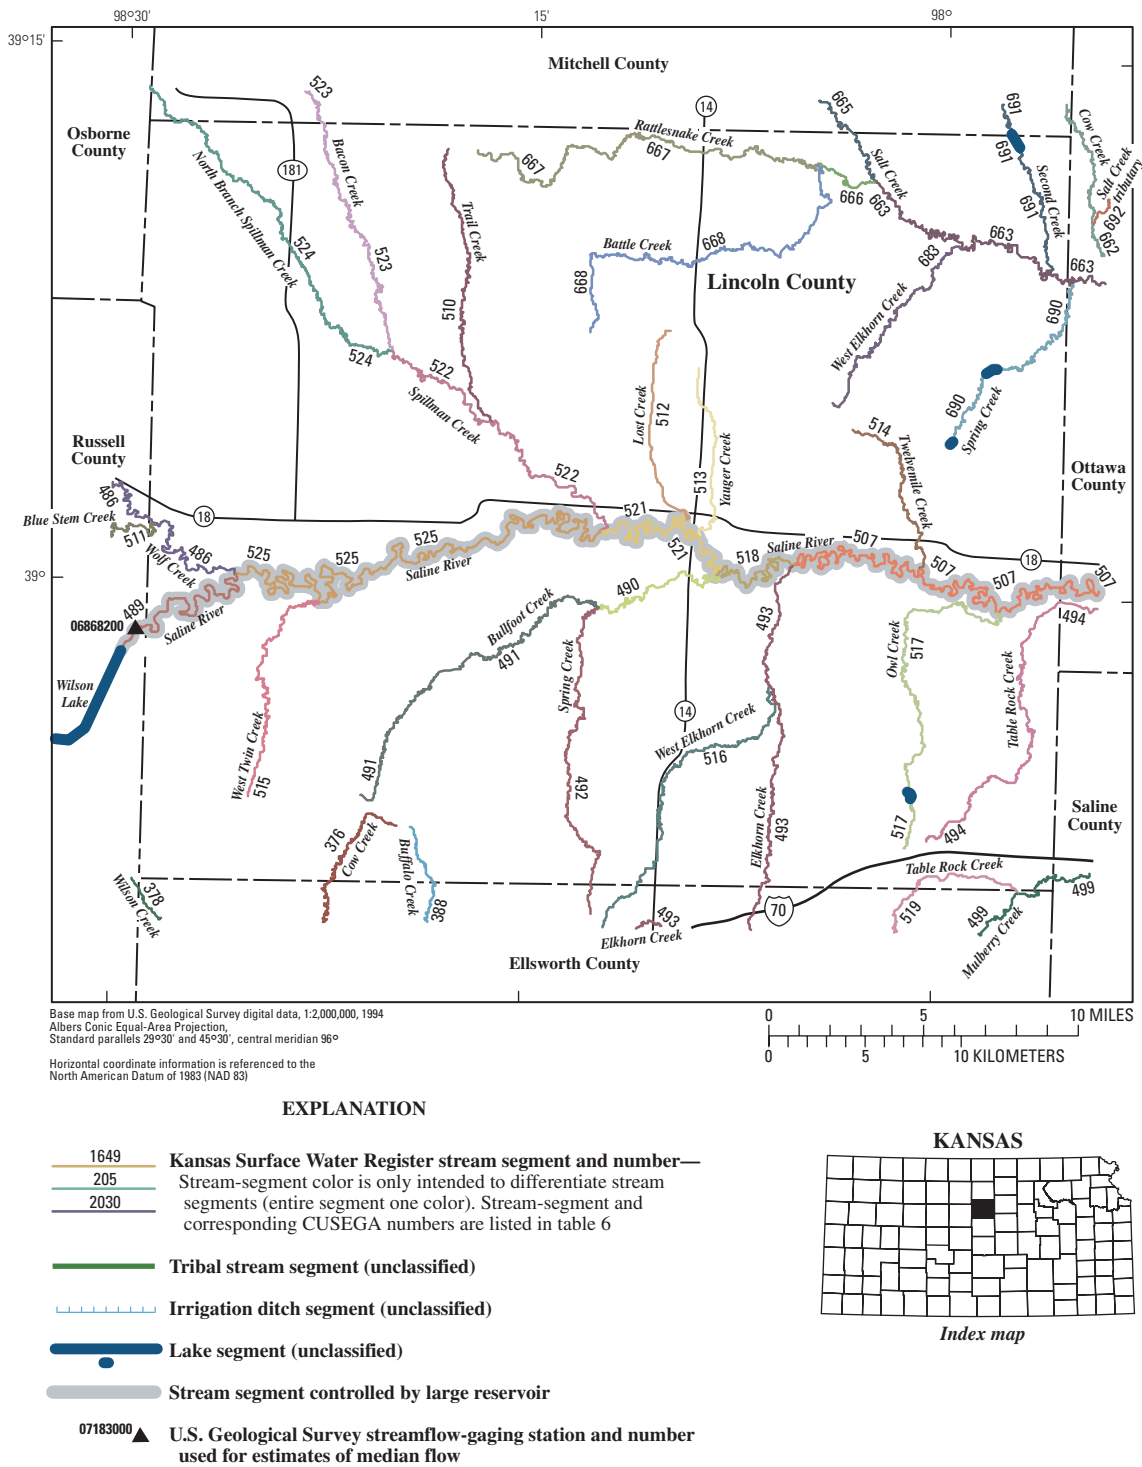 98°30'
15'
98°
39°15'
Mitchell County
523
14
665
691
Osborne
County
Rattlesnake Creek
667
667
Cow Creek
181
Bacon Creek
North Branch Spillman Creek
Salt Creek
691
Second Creek
Salt Creek
tributary
Trail Creek
666
663
691
692
662
524
523
Battle Creek
668
683
663
663
668
Lincoln County
510
690
524
522
West Elkhorn Creek
Spillman Creek
Lost Creek
512
690
Spring Creek
514
Russell
County
Twelvemile Creek
Yauger Creek
513
522
Ottawa
County
486
Blue Stem Creek
511
18
Wolf Creek
486
525
525
525
Saline River
521
521
518
Saline River
507
507
507
507
18
39°
490
489
06868200
Saline River
Bullfoot Creek
491
493
494
Owl Creek
517
Wilson
Lake
Spring Creek
Table Rock Creek
14
West Elkhorn Creek
516
West Twin Creek
515
491
492
Elkhorn Creek
493
517
494
Saline
County
376
Cow Creek
Buffalo Creek
388
Table Rock Creek
Wilson Creek
378
519
499
499
Mulberry Creek
70
493
Elkhorn Creek
Ellsworth County
Base map from U.S. Geological Survey digital data, 1:2,000,000, 1994
Albers Conic Equal-Area Projection,
Standard parallels 29°30' and 45°30', central meridian 96°
Horizontal coordinate information is referenced to the
North American Datum of 1983 (NAD 83)
0 5 10 MILES
0 5 10 KILOMETERS
EXPLANATION
1649
205
2030
Kansas Surface Water Register stream segment and number—
Stream-segment color is only intended to differentiate stream
segments (entire segment one color). Stream-segment and
corresponding CUSEGA numbers are listed in table 6
Tribal stream segment (unclassified)
Irrigation ditch segment (unclassified)
Lake segment (unclassified)
Stream segment controlled by large reservoir
07183000
U.S. Geological Survey streamflow-gaging station and number
used for estimates of median flow
KANSAS
Index map